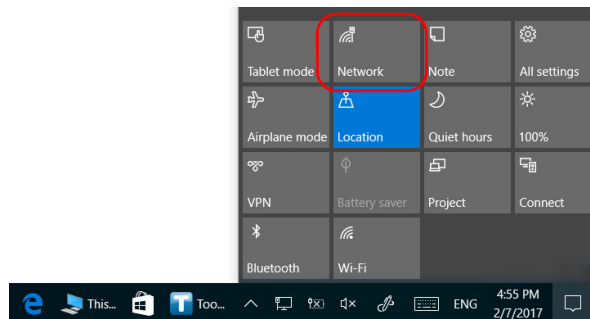 Tablet mode Network Note All settings
Airplane mode Location Quiet hours 100%
VPN Battery saver Project Connect
Bluetooth Wi-Fi
This... Too... ENG 4:55 PM
2/7/2017